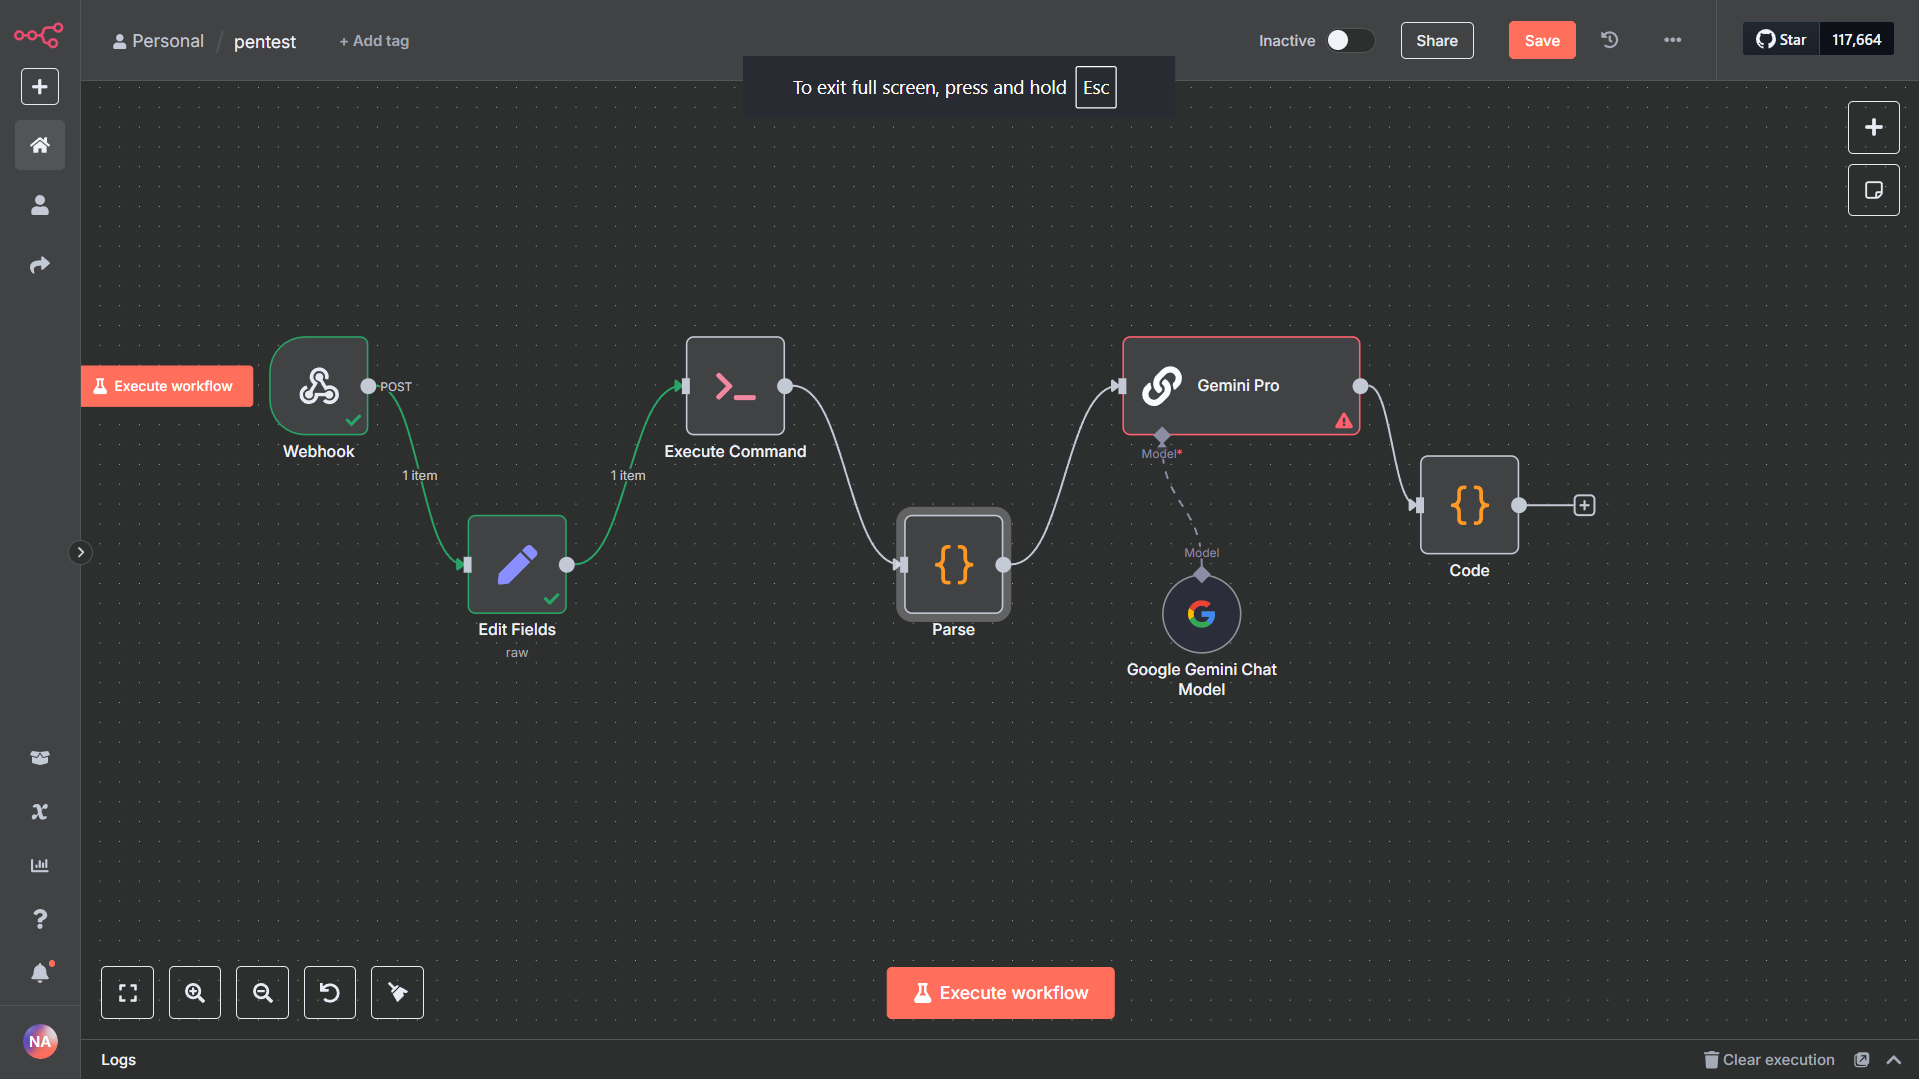 Personal / pentest + Add tag
Inactive Share Save Star 117,664
To exit full screen, press and hold Esc
Execute workflow
POST
Gemini Pro
Webhook
Execute Command
Model*
1 item
1 item
Model
Code
Edit Fields
raw
Parse
Google Gemini Chat
Model
Execute workflow
NA
Logs
Clear execution